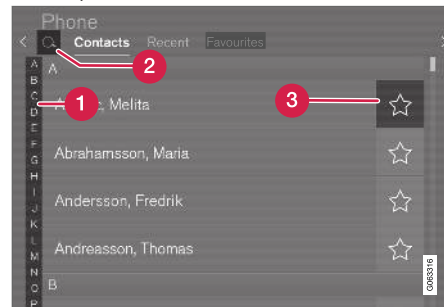 Phone
Contacts Recent Favourites
2
A
A
B
C
D
E
F
G
H
I
J
K
L
M
N
O
P
1
Melita
3
Abrahamsson, Maria
Andersson, Fredrik
Andreasson, Thomas
B
G063316